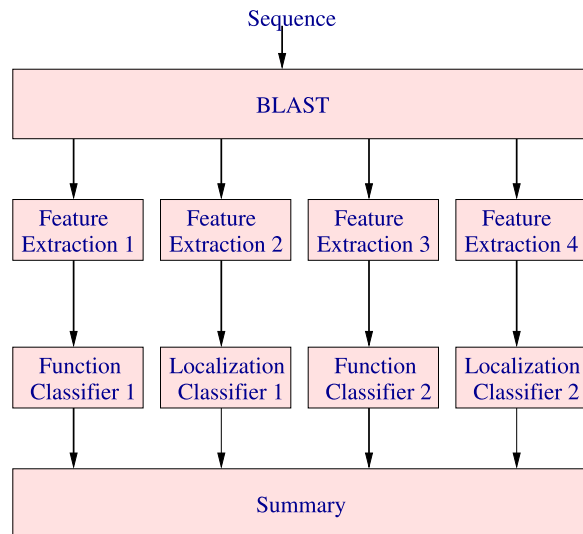 Sequence
BLAST
Feature
Extraction 1
Feature
Extraction 2
Feature
Extraction 3
Feature
Extraction 4
Function
Classifier 1
Localization
Classifier 1
Function
Classifier 2
Localization
Classifier 2
Summary